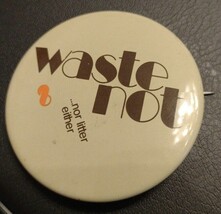 waste
not
...nor litter
either